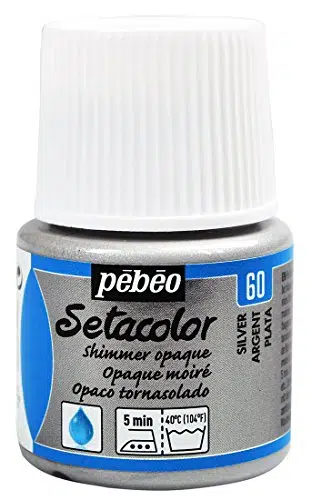 pébéo
Setacolor
Shimmer opaque
Opaque moiré
Opaco tornasolado
5 min
40°C (104°F)
60
SILVER
ARGENT
PLATA